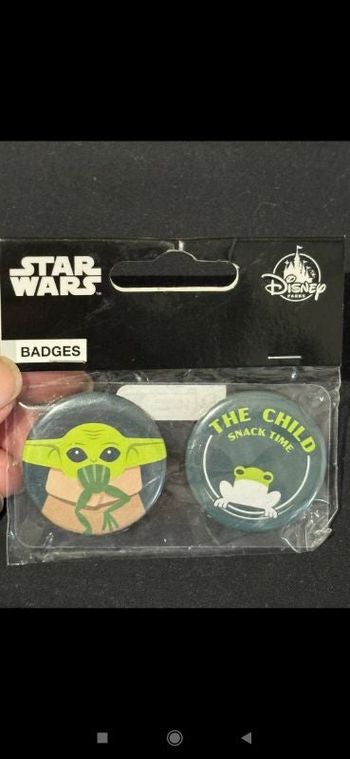 STAR
WARS
Disney
PARKS
BADGES
THE CHILD
SNACK TIME